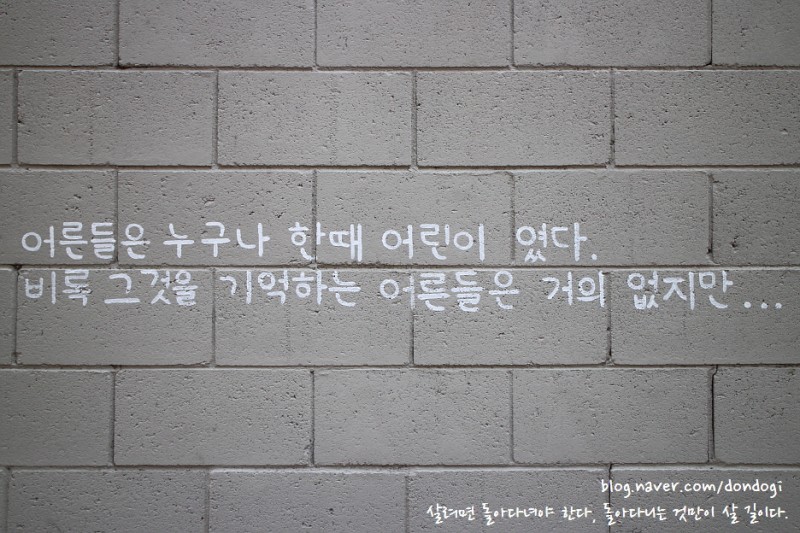 어른들은 누구나 한때 어린이 였다.
비록 그것을 기억하는 어른들은 거의 없지만...
blog.naver.com/dondogi
살려면 돌아다녀야 한다, 돌아다니는 것만이 살 길이다.